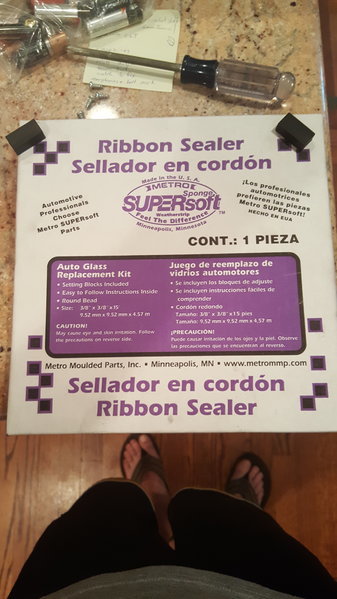 Ribbon Sealer
Sellador en cordón
Automotive
Professionals
Choose
Metro SUPERsoft
Parts
Made in the U. S. A.
METRO
Sponge
SUPERsoft
Weatherstrip
Feel The Difference
TM
Minneapolis, Minnesota
¡Los profesionales
automotrices
prefieren las piezas
Metro SUPERsoft!
HECHO EN EUA
CONT.: 1 PIEZA
Auto Glass
Replacement Kit
• Setting Blocks Included
• Easy to Follow Instructions Inside
• Round Bead
• Size: 3/8" x 3/8" x 15'
9.52 mm x 9.52 mm x 4.57 m
CAUTION!
May cause eye and skin irritation. Follow
the precautions on reverse side.
Juego de reemplazo de
vidrios automotores
• Se incluyen los bloques de adjuste
• Se incluyen instrucciones fáciles de
comprender
• Cordón redondo
• Tamaño: 3/8" x 3/8" x15 pies
Tamaño: 9.52 mm x 9.52 mm x 4.57 m
¡PRECAUCIÓN!
Puede causar irritación de los ojos y la piel. Observe
las precauciones que se encuentran al reverso.
Metro Moulded Parts, Inc. • Minneapolis, MN • www.metrommp.com
Sellador en cordón
Ribbon Sealer